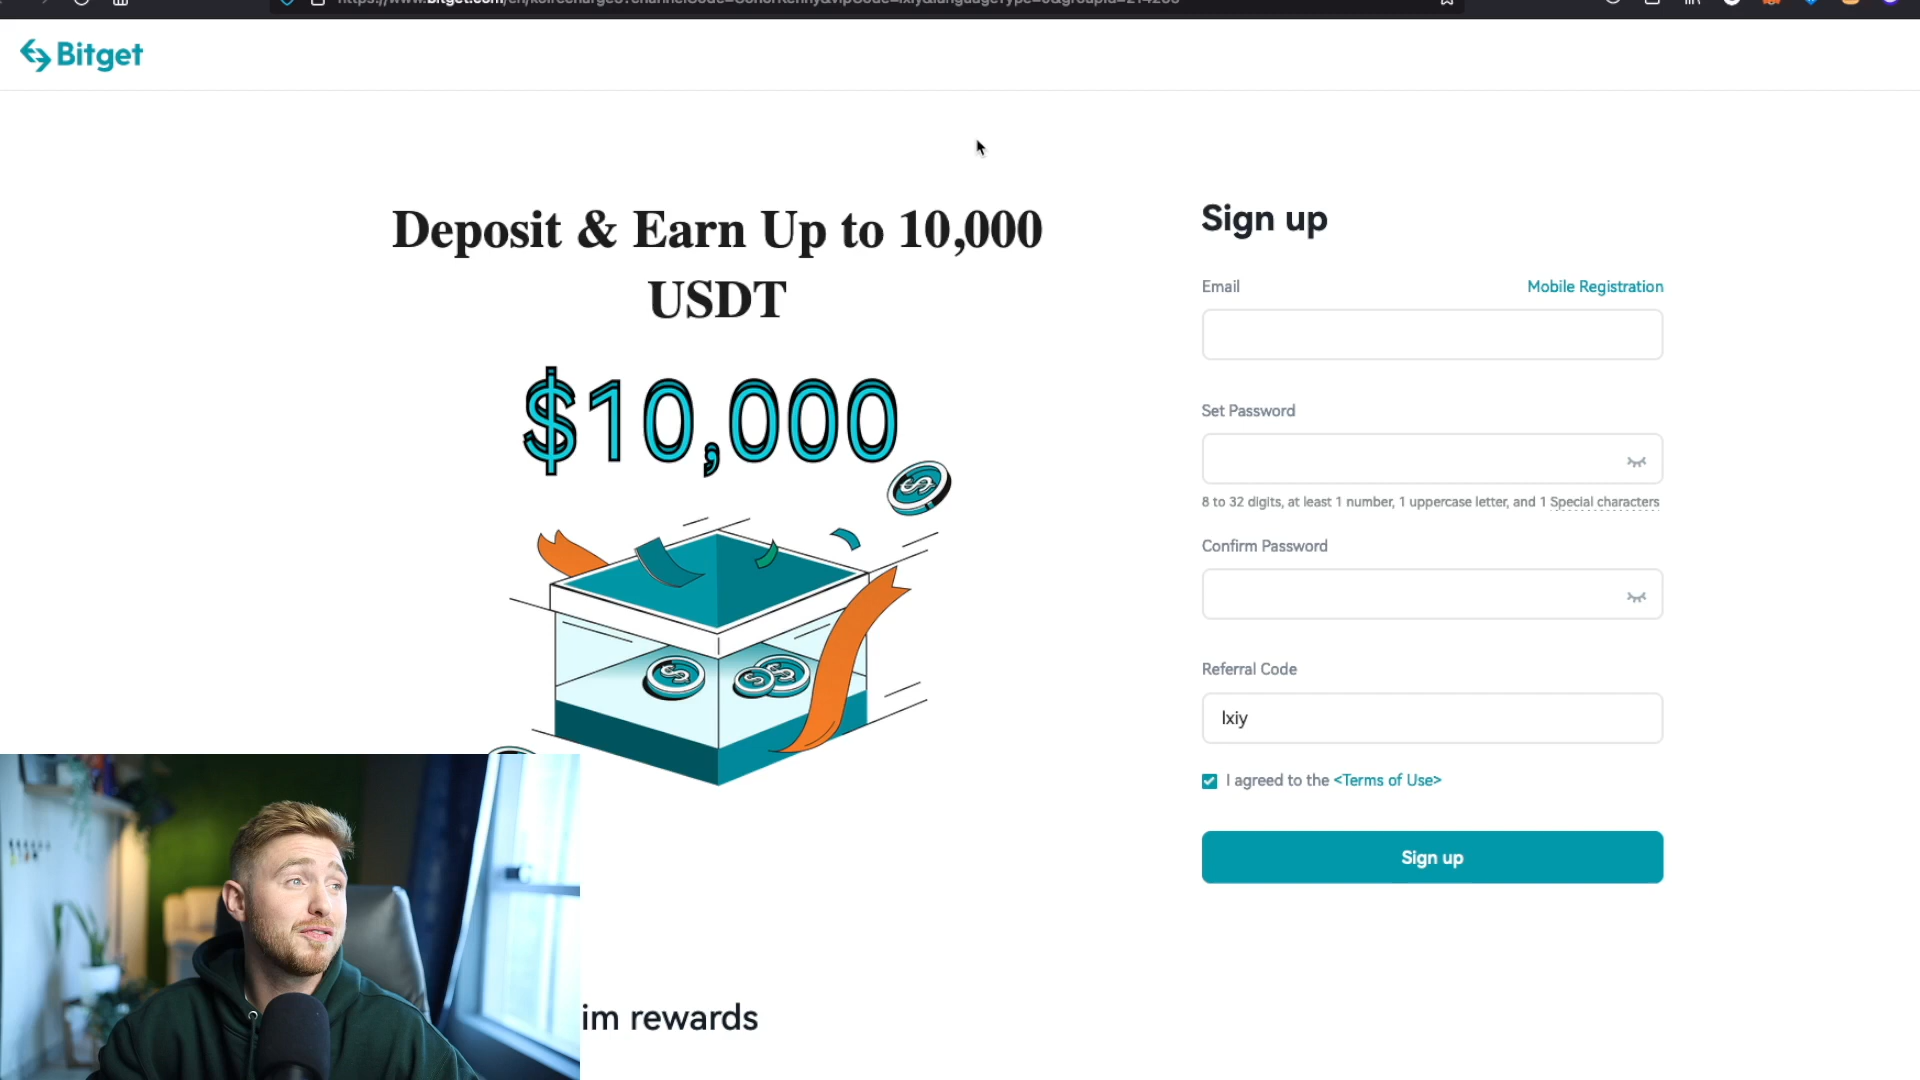 Bitget
Deposit & Earn Up to 10,000
USDT
$10,000
im rewards
Sign up
Email
Mobile Registration
Set Password
8 to 32 digits, at least 1 number, 1 uppercase letter, and 1 Special characters
Confirm Password
Referral Code
lxiy
I agreed to the <Terms of Use>
Sign up